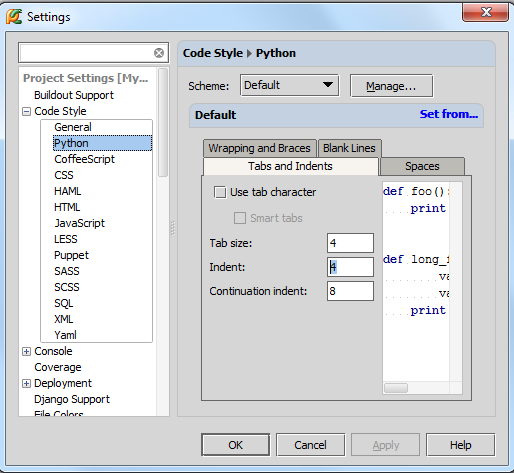 Settings
Project Settings [My...
Buildout Support
Code Style
General
Python
CoffeeScript
CSS
HAML
HTML
JavaScript
LESS
Puppet
SASS
SCSS
SQL
XML
Yaml
Console
Coverage
Deployment
Django Support
File Colors
Code Style Python
Scheme: Default Manage...
Default Set from...
Wrapping and Braces Blank Lines
Tabs and Indents Spaces
Use tab character
Smart tabs
Tab size: 4
Indent: 4
Continuation indent: 8
def foo():
print
def long_f
va
va
print
OK Cancel Apply Help